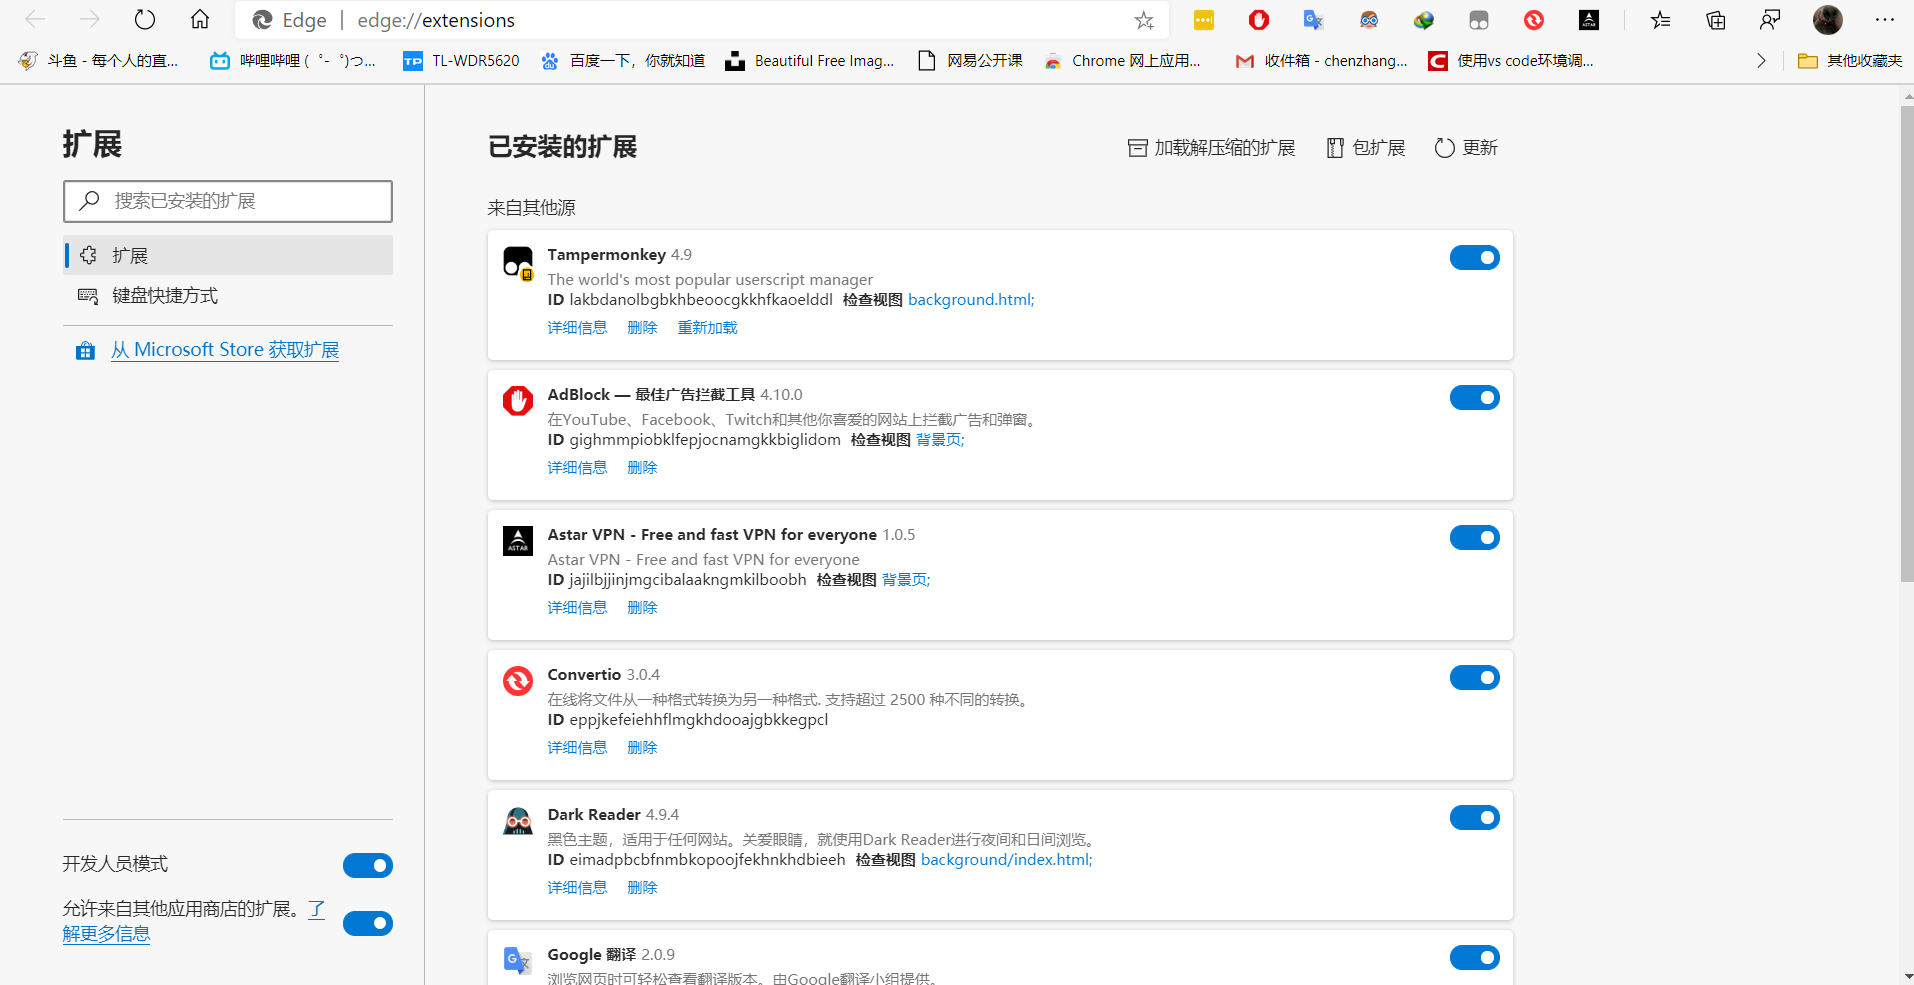 Edge | edge://extensions
斗鱼 - 每个人的直...
哔哩哔哩 ( ゜- ゜)つ...
TP TL-WDR5620
百度一下，你就知道
Beautiful Free Imag...
网易公开课
Chrome 网上应用...
收件箱 - chenzhang...
使用vs code环境调...
其他收藏夹
扩展
搜索已安装的扩展
扩展
键盘快捷方式
从 Microsoft Store 获取扩展
开发人员模式
允许来自其他应用商店的扩展。了
解更多信息
已安装的扩展
加载解压缩的扩展 包扩展 更新
来自其他源
Tampermonkey 4.9
The world's most popular userscript manager
ID lakbdanolbgbkhbeoocgkkhfkaoelddl 检查视图 background.html;
详细信息 删除 重新加载
AdBlock — 最佳广告拦截工具 4.10.0
在YouTube、Facebook、Twitch和其他你喜爱的网站上拦截广告和弹窗。
ID gighmmpiobklfepjocnamgkkbiglidom 检查视图 背景页;
详细信息 删除
ASTAR
Astar VPN - Free and fast VPN for everyone 1.0.5
Astar VPN - Free and fast VPN for everyone
ID jajilbjjinjmgcibalaakngmkilboobh 检查视图 背景页;
详细信息 删除
Convertio 3.0.4
在线将文件从一种格式转换为另一种格式. 支持超过 2500 种不同的转换。
ID eppjkefeiehhflmgkhdooajgbkkegpcl
详细信息 删除
Dark Reader 4.9.4
黑色主题，适用于任何网站。关爱眼睛，就使用Dark Reader进行夜间和日间浏览。
ID eimadpbcbfnmbkopoojfekhnkhdbieeh 检查视图 background/index.html;
详细信息 删除
Google 翻译 2.0.9
浏览网页时可轻松查看翻译版本。由Google翻译小组提供。